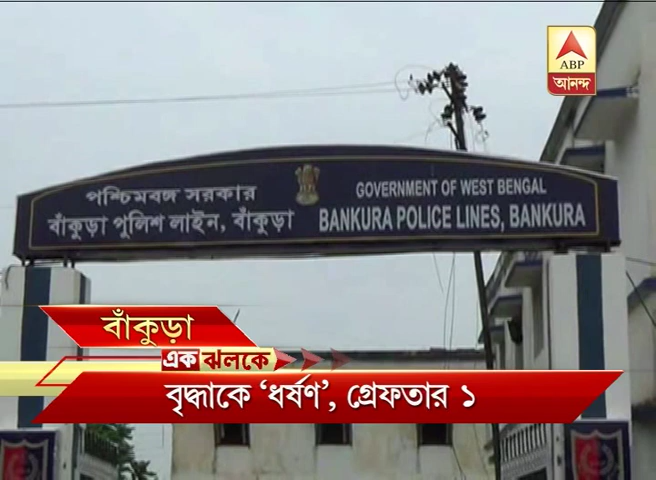 ABP
আনন্দ
পশ্চিমবঙ্গ সরকার
বাঁকুড়া পুলিশ লাইন, বাঁকুড়া
GOVERNMENT OF WEST BENGAL
BANKURA POLICE LINES, BANKURA
বাঁকুড়া
এক ঝলকে
বৃদ্ধাকে ‘ধর্ষণ’, গ্রেফতার ১